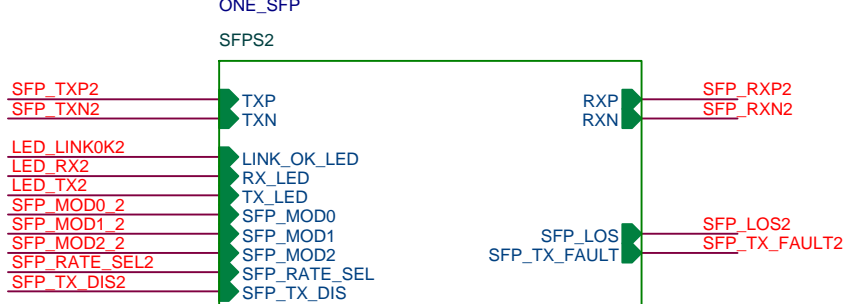 ONE_SFP
SFPS2
SFP_TXP2
SFP_TXN2
TXP
TXN
RXP
RXN
SFP_RXP2
SFP_RXN2
LED_LINK0K2
LED_RX2
LED_TX2
SFP_MOD0_2
SFP_MOD1_2
SFP_MOD2_2
SFP_RATE_SEL2
SFP_TX_DIS2
LINK_OK_LED
RX_LED
TX_LED
SFP_MOD0
SFP_MOD1
SFP_MOD2
SFP_RATE_SEL
SFP_TX_DIS
SFP_LOS
SFP_TX_FAULT
SFP_LOS2
SFP_TX_FAULT2